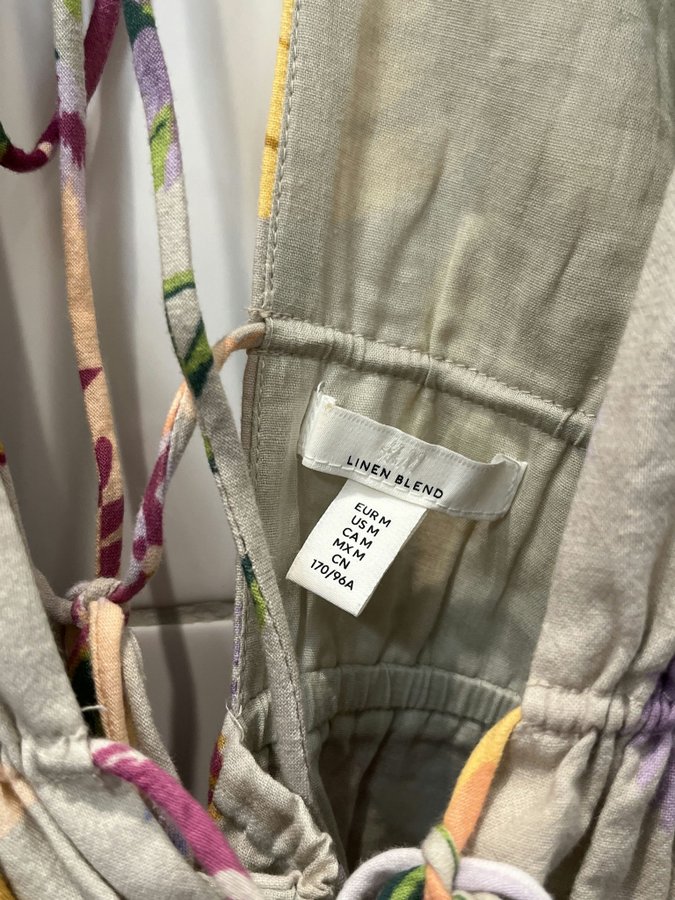 H&M
LINEN BLEND
EUR M
US M
CA M
MX M
CN
170/96A